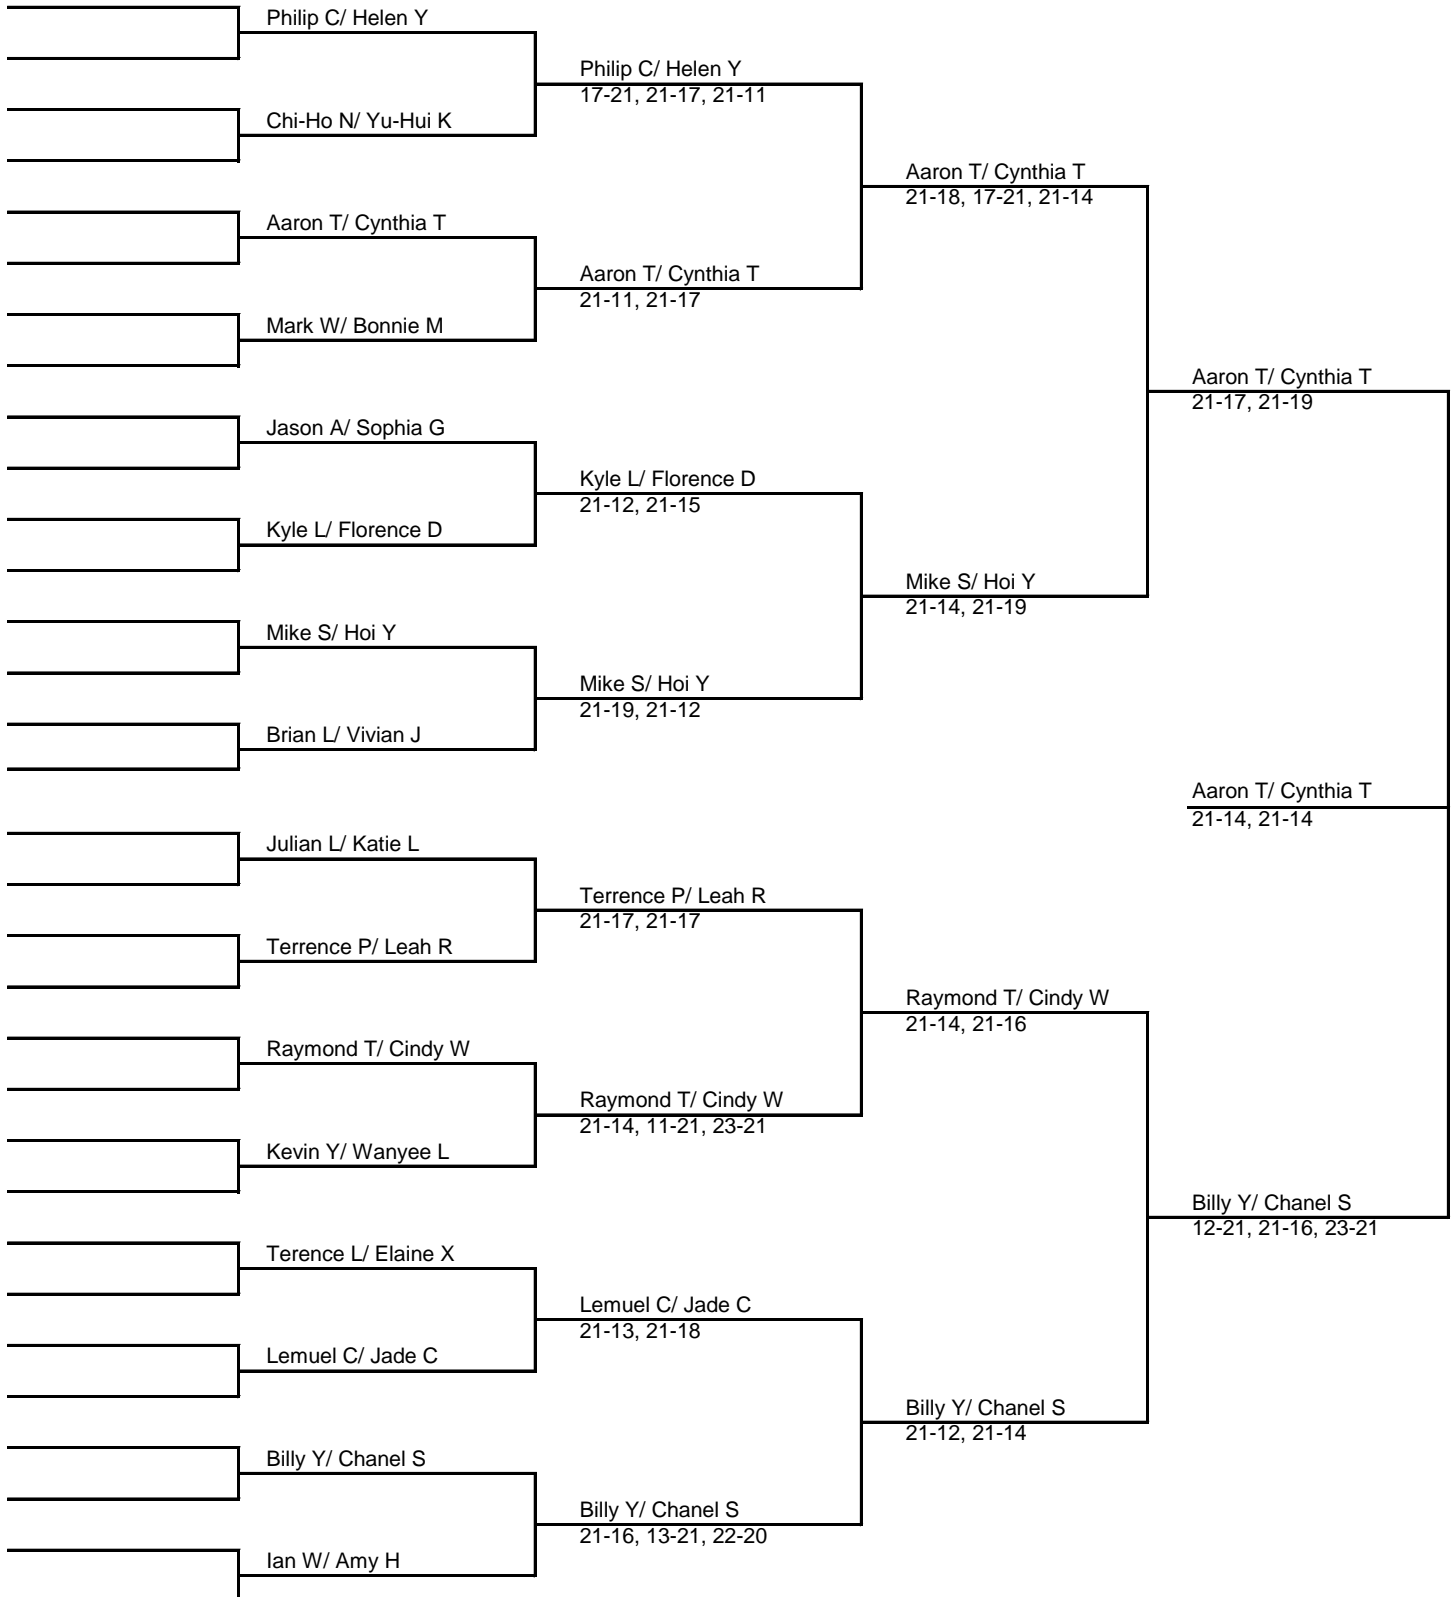 Philip C/ Helen Y
Philip C/ Helen Y
17-21, 21-17, 21-11
Chi-Ho N/ Yu-Hui K
Aaron T/ Cynthia T
21-18, 17-21, 21-14
Aaron T/ Cynthia T
Aaron T/ Cynthia T
21-11, 21-17
Mark W/ Bonnie M
Aaron T/ Cynthia T
21-17, 21-19
Jason A/ Sophia G
Kyle L/ Florence D
21-12, 21-15
Kyle L/ Florence D
Mike S/ Hoi Y
21-14, 21-19
Mike S/ Hoi Y
Mike S/ Hoi Y
21-19, 21-12
Brian L/ Vivian J
Aaron T/ Cynthia T
21-14, 21-14
Julian L/ Katie L
Terrence P/ Leah R
21-17, 21-17
Terrence P/ Leah R
Raymond T/ Cindy W
21-14, 21-16
Raymond T/ Cindy W
Raymond T/ Cindy W
21-14, 11-21, 23-21
Kevin Y/ Wanyee L
Billy Y/ Chanel S
12-21, 21-16, 23-21
Terence L/ Elaine X
Lemuel C/ Jade C
21-13, 21-18
Lemuel C/ Jade C
Billy Y/ Chanel S
21-12, 21-14
Billy Y/ Chanel S
Billy Y/ Chanel S
21-16, 13-21, 22-20
Ian W/ Amy H